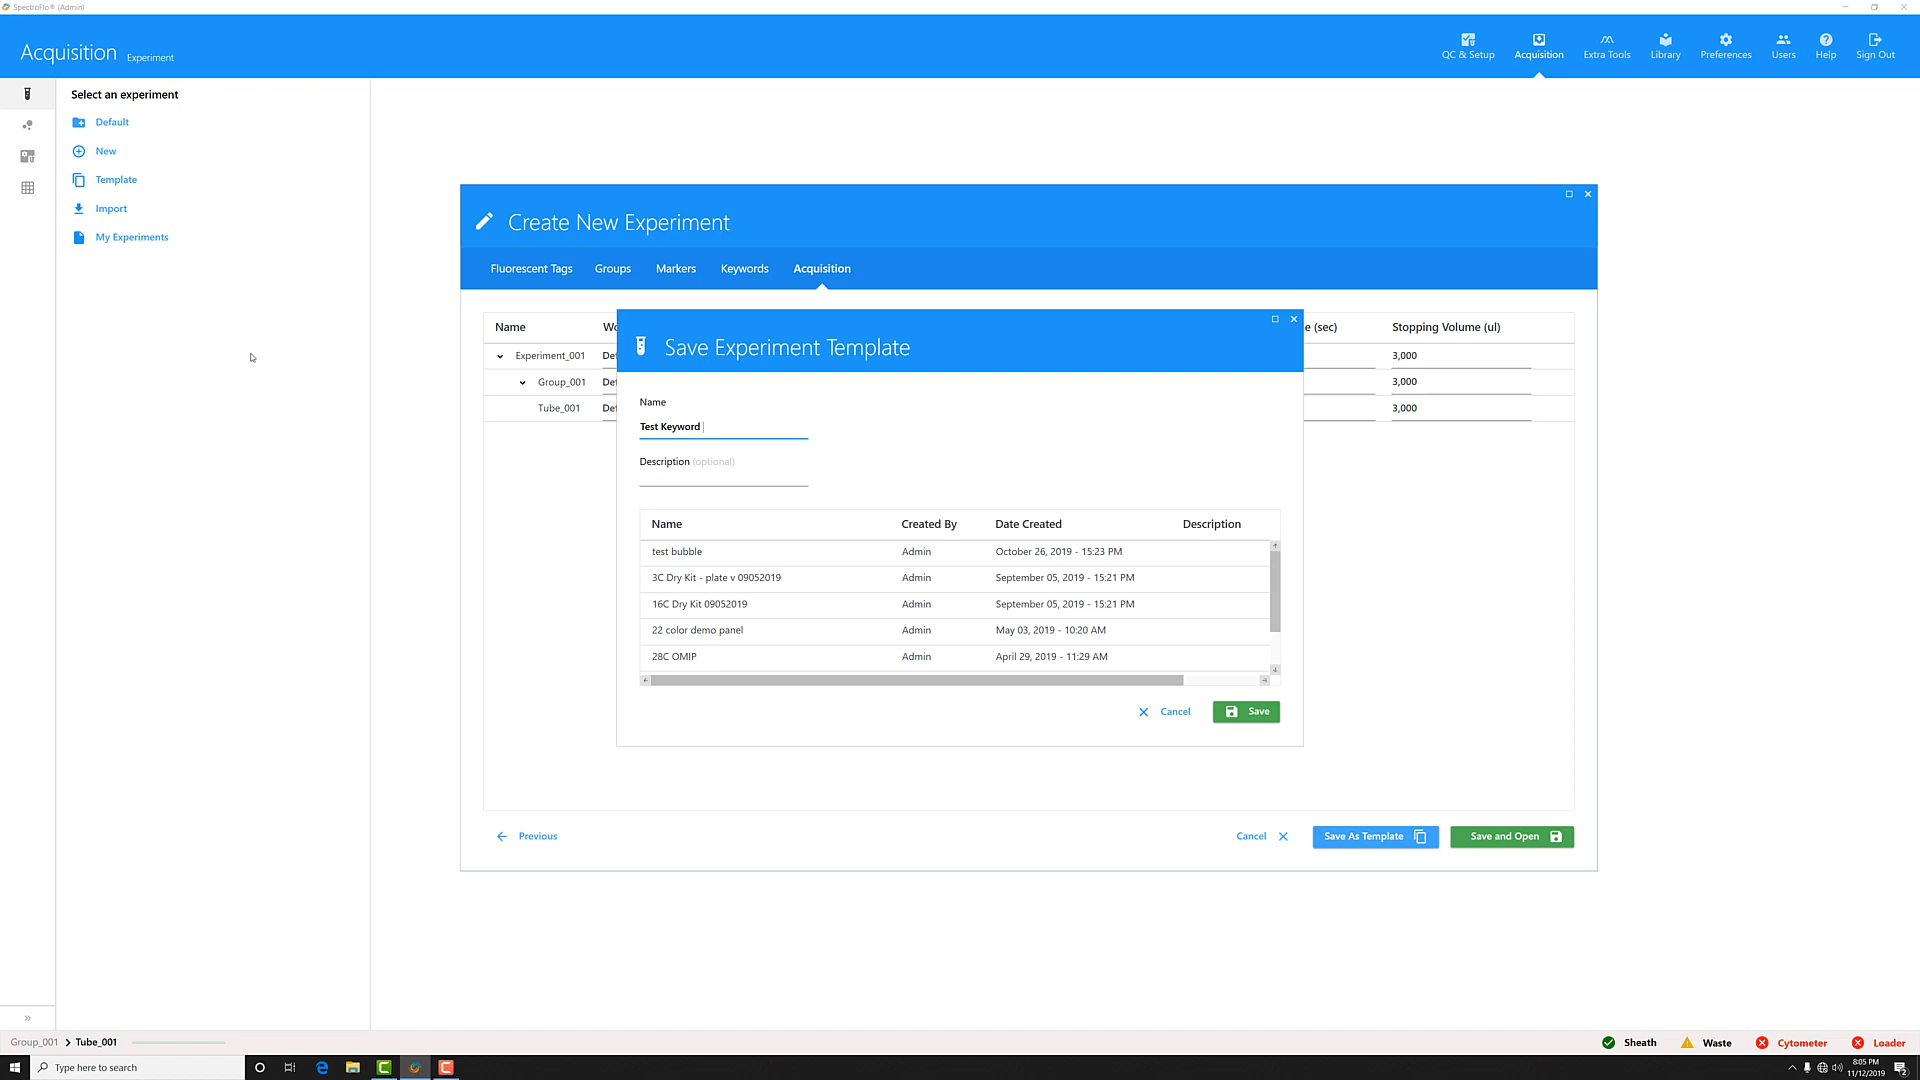 SpectroFlo® (Admin)
Acquisition Experiment
QC & Setup
Acquisition
Extra Tools
Library
Preferences
Users
Help
Sign Out
Select an experiment
Default
New
Template
Import
My Experiments
Create New Experiment
Fluorescent Tags Groups Markers Keywords Acquisition
Name Wo e (sec) Stopping Volume (ul)
Experiment_001 Def 3,000
Group_001 Def 3,000
Tube_001 Def 3,000
Save Experiment Template
Name
Test Keyword
Description (optional)
Name Created By Date Created Description
test bubble Admin October 26, 2019 - 15:23 PM
3C Dry Kit - plate v 09052019 Admin September 05, 2019 - 15:21 PM
16C Dry Kit 09052019 Admin September 05, 2019 - 15:21 PM
22 color demo panel Admin May 03, 2019 - 10:20 AM
28C OMIP Admin April 29, 2019 - 11:29 AM
Cancel Save
Previous Cancel Save As Template Save and Open
Group_001 > Tube_001 Sheath Waste Cytometer Loader
Type here to search
8:05 PM
11/12/2019
2